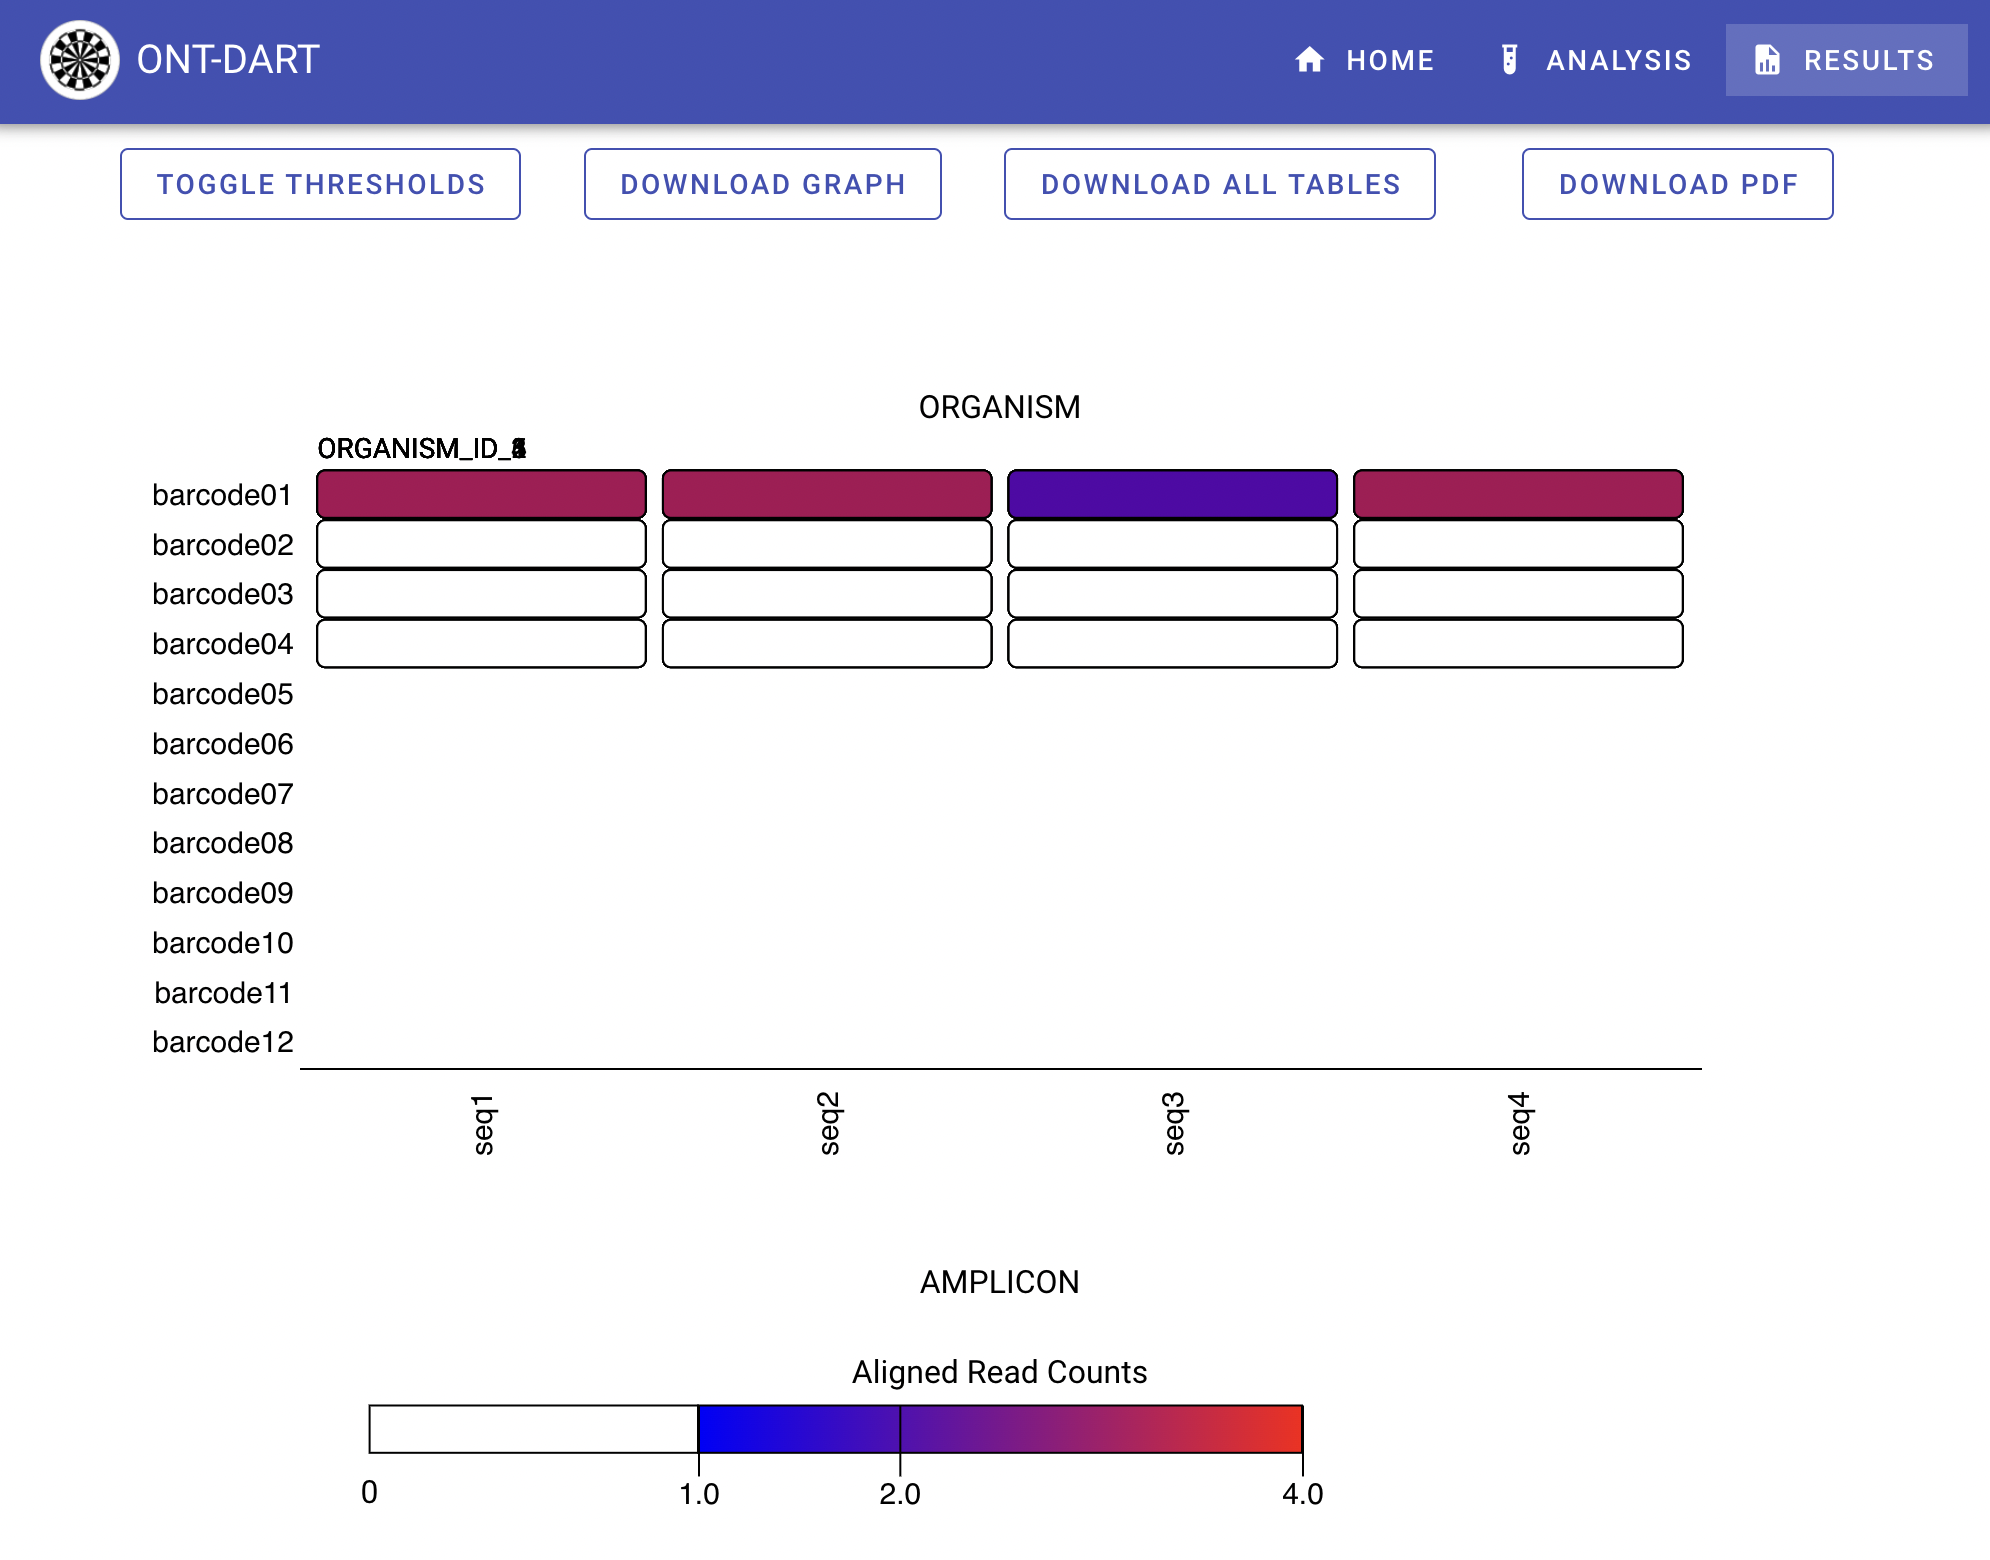 ONT-DART
HOME
ANALYSIS
RESULTS
TOGGLE THRESHOLDS
DOWNLOAD GRAPH
DOWNLOAD ALL TABLES
DOWNLOAD PDF
ORGANISM
ORGANISM_ID_
barcode01
barcode02
barcode03
barcode04
barcode05
barcode06
barcode07
barcode08
barcode09
barcode10
barcode11
barcode12
seq1
seq2
seq3
seq4
AMPLICON
Aligned Read Counts
0
1.0
2.0
4.0